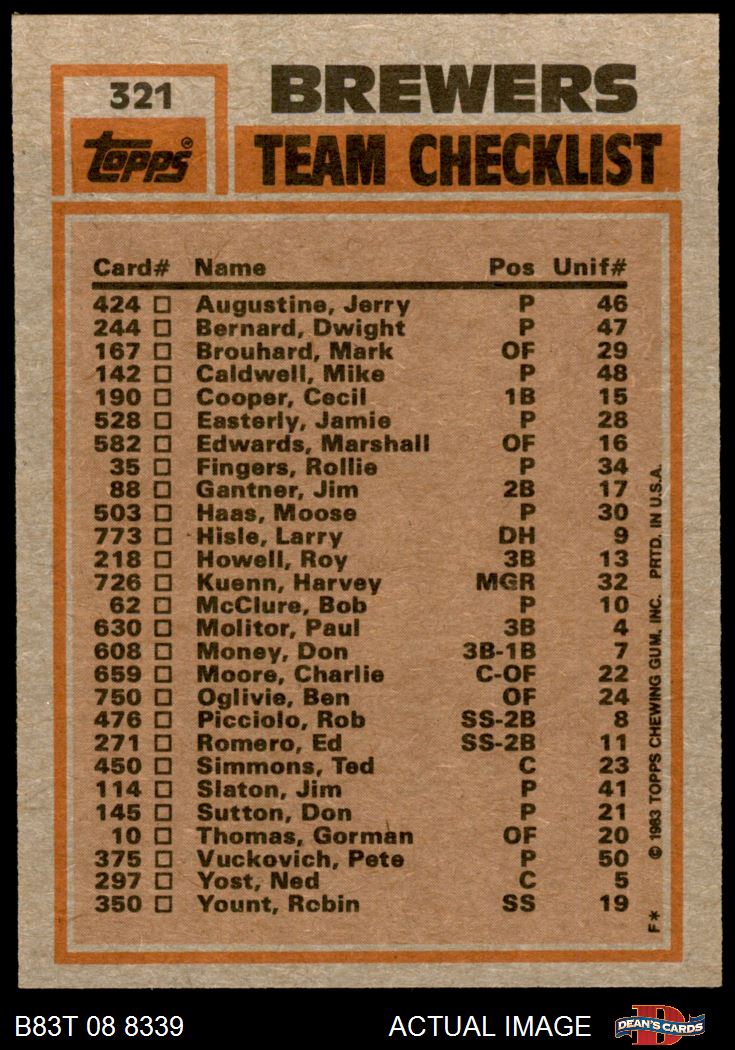 321
BREWERS
topps®
TEAM CHECKLIST
Card# Name Pos Unif#
424 Augustine, Jerry P 46
244 Bernard, Dwight P 47
167 Brouhard, Mark OF 29
142 Caldwell, Mike P 48
190 Cooper, Cecil 1B 15
528 Easterly, Jamie P 28
582 Edwards, Marshall OF 16
35 Fingers, Rollie P 34
88 Gantner, Jim 2B 17
503 Haas, Moose P 30
773 Hisle, Larry DH 9
218 Howell, Roy 3B 13
726 Kuenn, Harvey MGR 32
62 McClure, Bob P 10
630 Molitor, Paul 3B 4
608 Money, Don 3B-1B 7
659 Moore, Charlie C-OF 22
750 Oglivie, Ben OF 24
476 Picciolo, Rob SS-2B 8
271 Romero, Ed SS-2B 11
450 Simmons, Ted C 23
114 Slaton, Jim P 41
145 Sutton, Don P 21
10 Thomas, Gorman OF 20
375 Vuckovich, Pete P 50
297 Yost, Ned C 5
350 Yount, Robin SS 19
F* © 1983 TOPPS CHEWING GUM, INC. PRTD. IN U.S.A.
B83T 08 8339 ACTUAL IMAGE
D DEAN'S CARDS